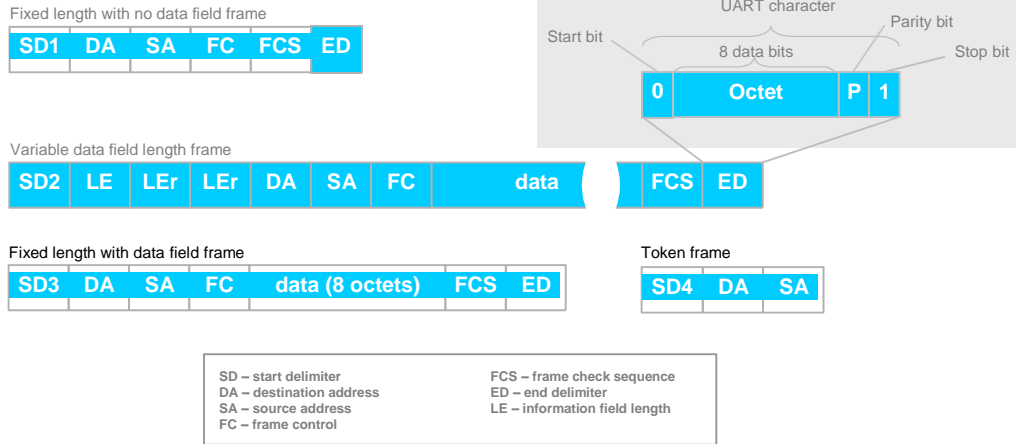 Fixed length with no data field frame
SD1 DA SA FC FCS ED
UART character
Start bit
Parity bit
8 data bits
Stop bit
0 Octet P 1
Variable data field length frame
SD2 LE LEr LEr DA SA FC data FCS ED
Fixed length with data field frame
SD3 DA SA FC data (8 octets) FCS ED
Token frame
SD4 DA SA
SD – start delimiter
DA – destination address
SA – source address
FC – frame control
FCS – frame check sequence
ED – end delimiter
LE – information field length